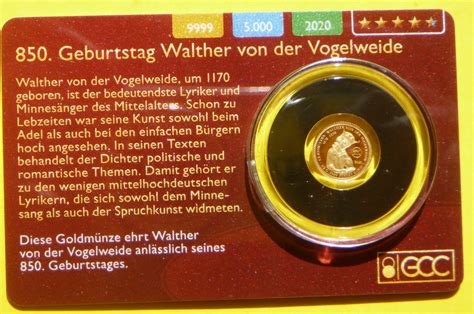 9999 5.000 2020
850. Geburtstag Walther von der Vogelweide
Walther von der Vogelweide, um 1170
geboren, ist der bedeutendste Lyriker und
Minnesänger des Mittelalters. Schon zu
Lebzeiten war seine Kunst sowohl beim
Adel als auch bei den einfachen Bürgern
hoch angesehen. In seinen Texten
behandelt der Dichter politische und
romantische Themen. Damit gehört er
zu den wenigen mittelhochdeutschen
Lyrikern, die sich sowohl dem Minne-
sang als auch der Spruchkunst widmeten.
Diese Goldmünze ehrt Walther
von der Vogelweide anlässlich seines
850. Geburtstages.
GCC